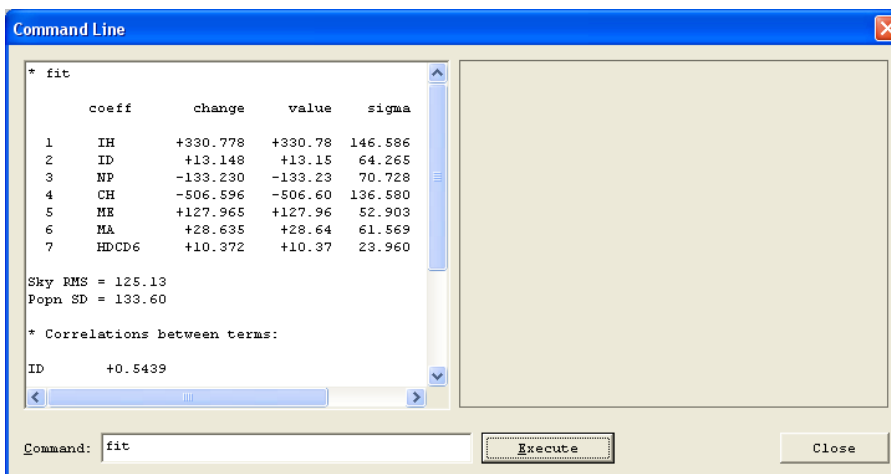 Command Line
* fit
coeff change value sigma
1 IH +330.778 +330.78 146.586
2 ID +13.148 +13.15 64.265
3 NP -133.230 -133.23 70.728
4 CH -506.596 -506.60 136.580
5 ME +127.965 +127.96 52.903
6 MA +28.635 +28.64 61.569
7 HDCD6 +10.372 +10.37 23.960
Sky RMS = 125.13
Popn SD = 133.60
* Correlations between terms:
ID +0.5439
Command: fit Execute Close